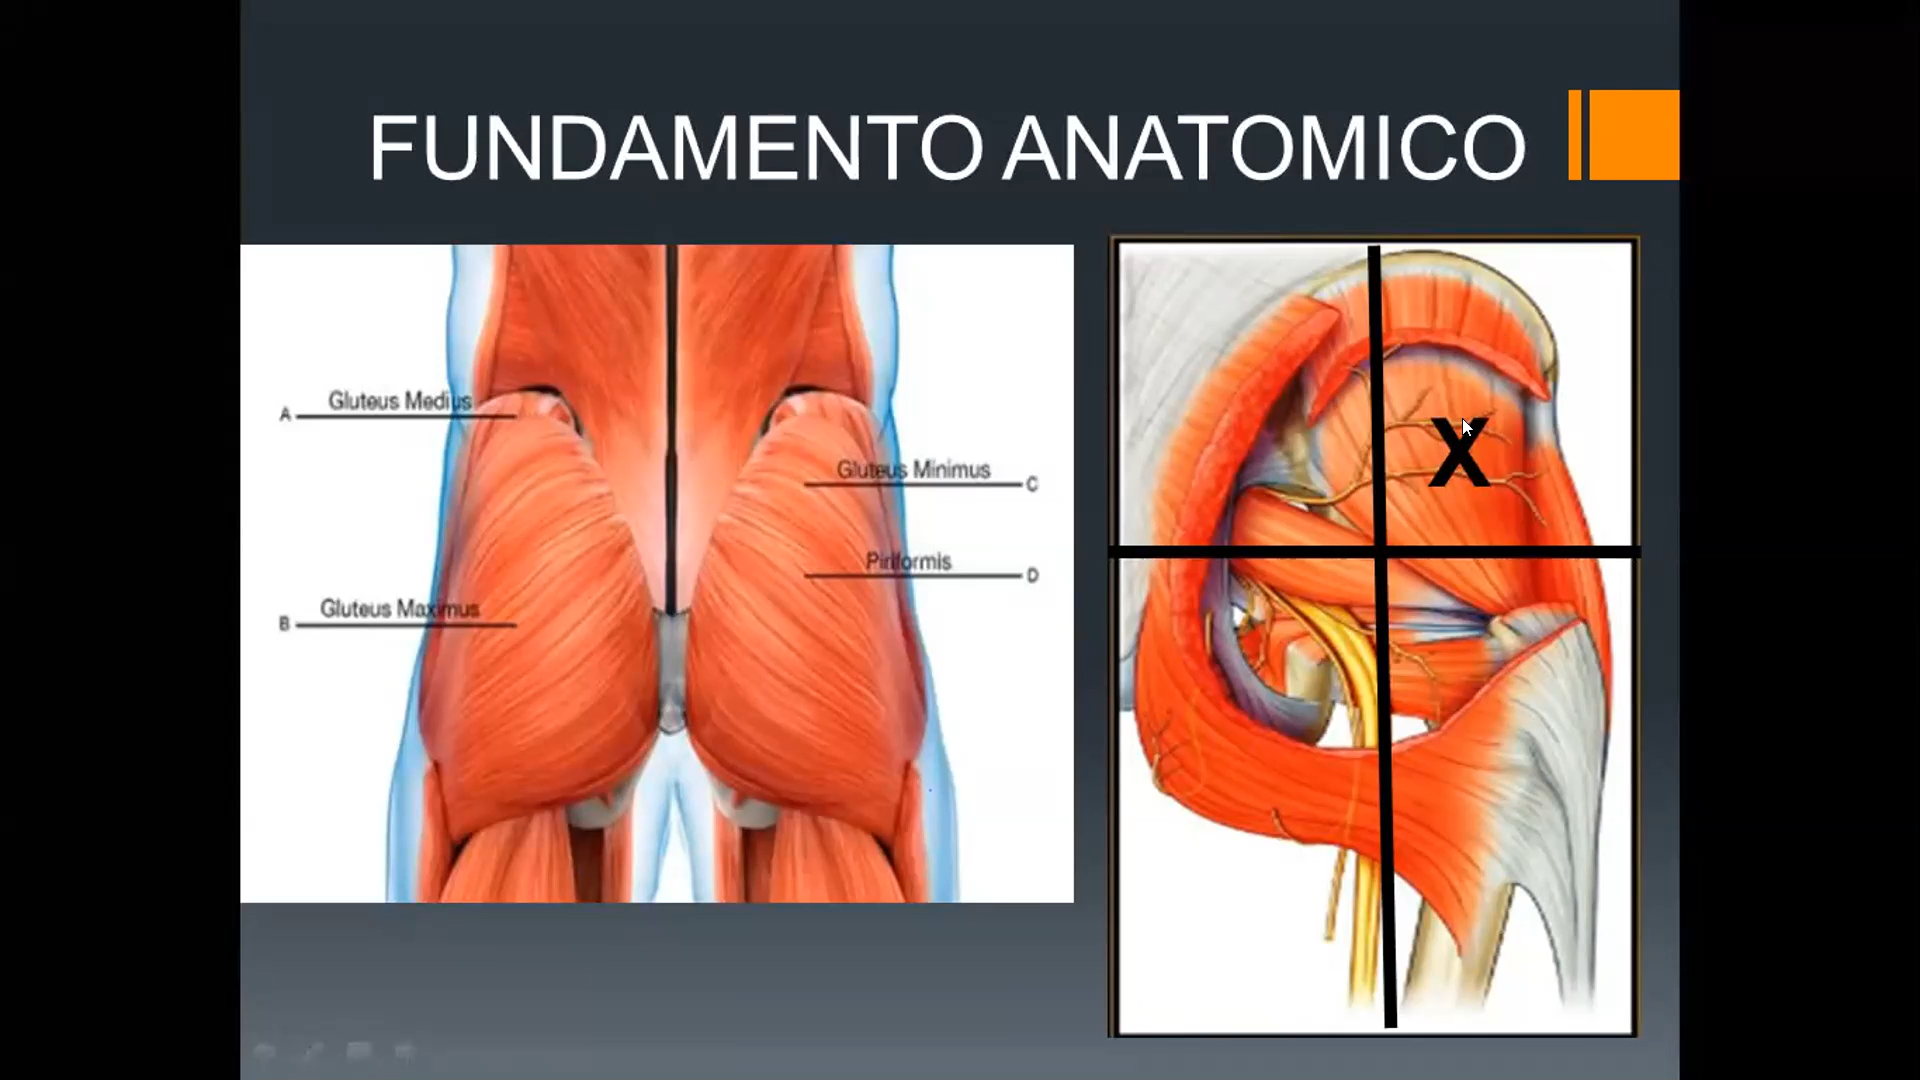 FUNDAMENTO ANATOMICO
A Gluteus Medius
Gluteus Minimus C
Piriformis D
B Gluteus Maximus
X